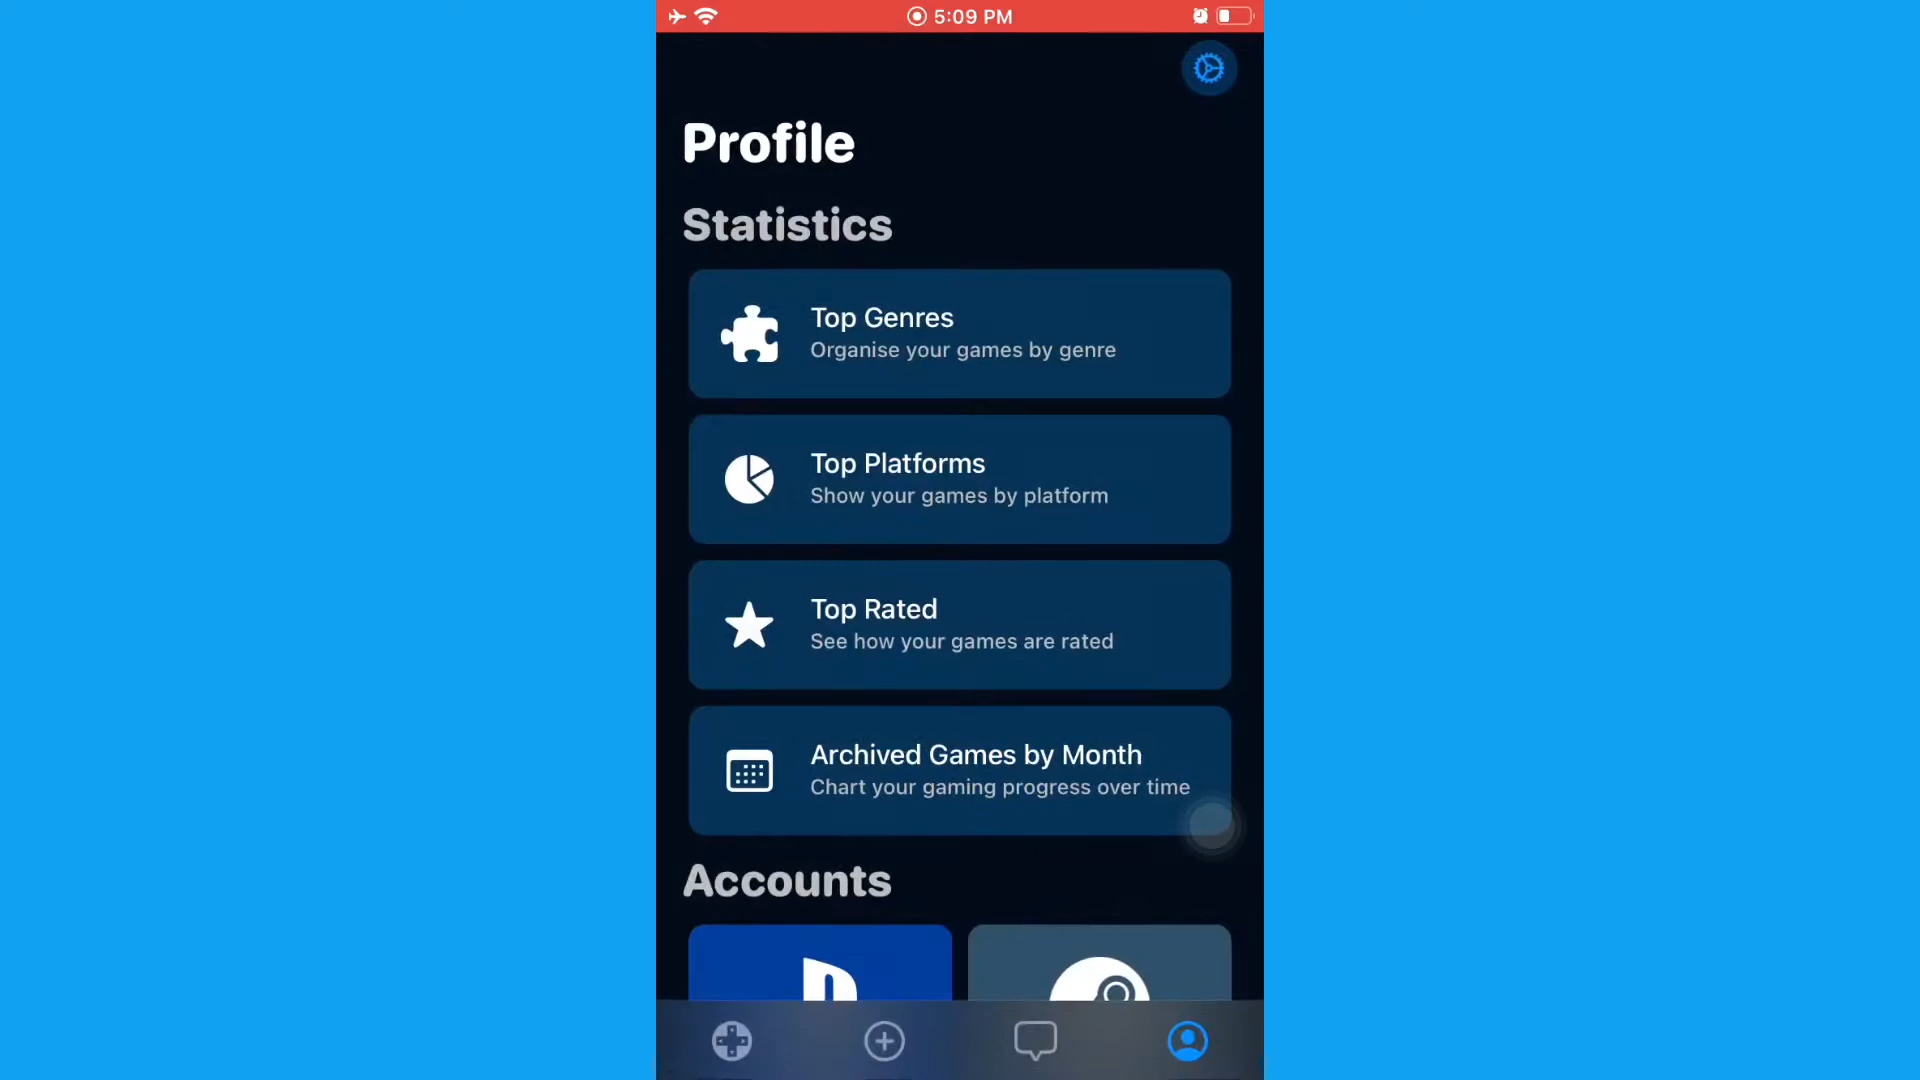 5:09 PM
Profile
Statistics
Top Genres
Organise your games by genre
Top Platforms
Show your games by platform
Top Rated
See how your games are rated
Archived Games by Month
Chart your gaming progress over time
Accounts